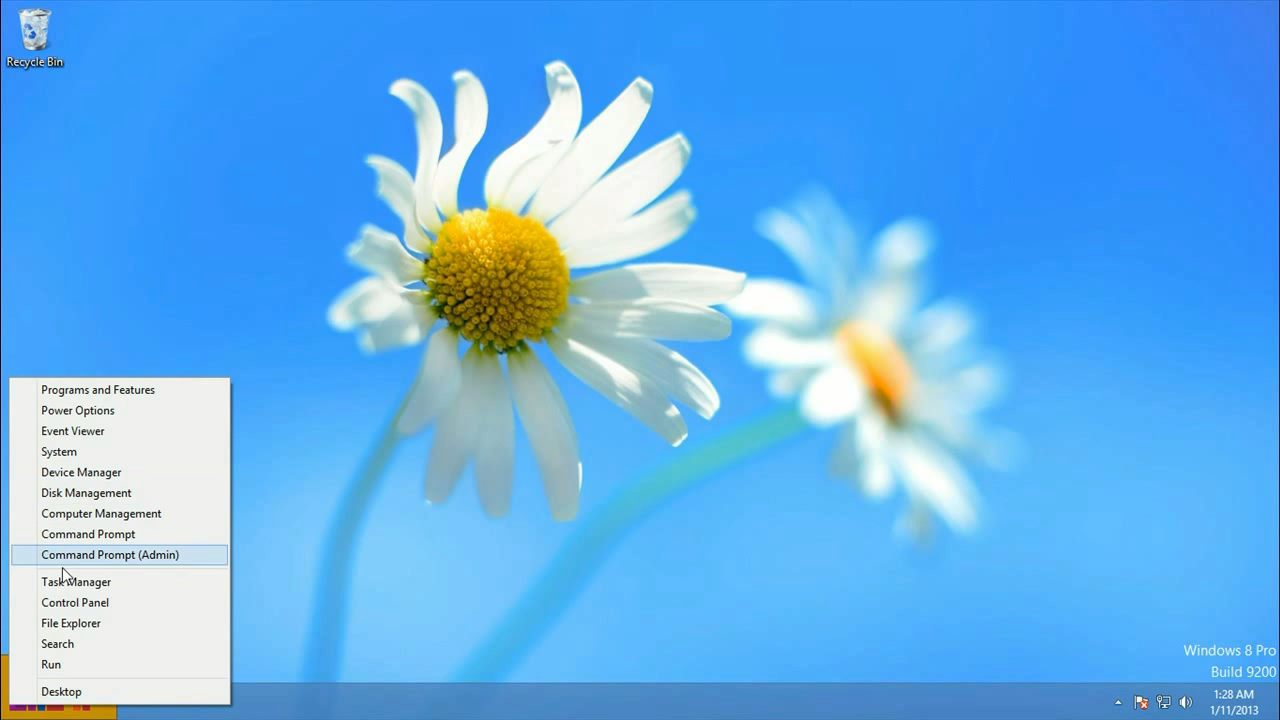 Recycle Bin
Programs and Features
Power Options
Event Viewer
System
Device Manager
Disk Management
Computer Management
Command Prompt
Command Prompt (Admin)
Task Manager
Control Panel
File Explorer
Search
Run
Desktop
Windows 8 Pro
Build 9200
1:28 AM
1/11/2013